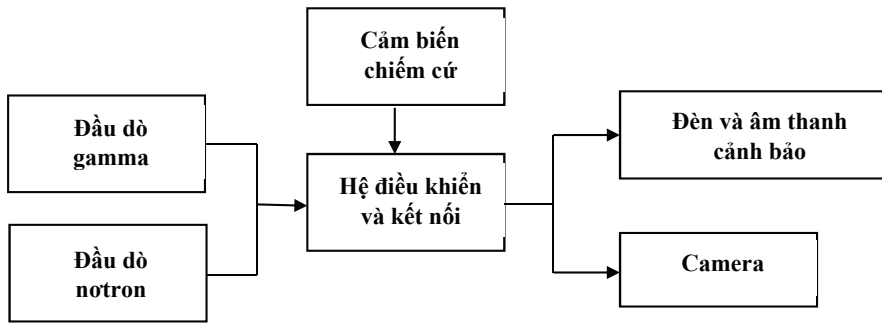 Cảm biến
chiếm cứ
Đầu dò
gamma
Đèn và âm thanh
cảnh bảo
Hệ điều khiển
và kết nối
Đầu dò
nơtron
Camera